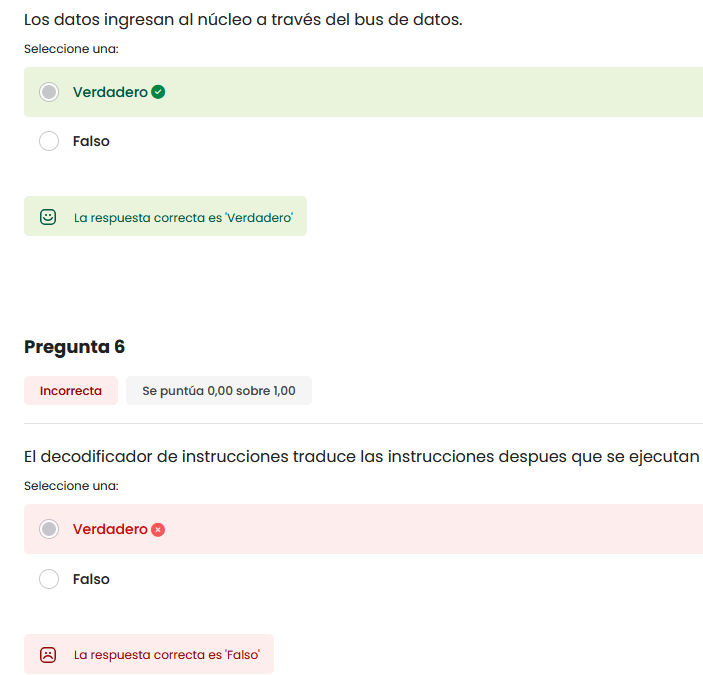 Los datos ingresan al núcleo a través del bus de datos.
Seleccione una:
Verdadero
Falso
La respuesta correcta es 'Verdadero'
Pregunta 6
Incorrecta
Se puntúa 0,00 sobre 1,00
El decodificador de instrucciones traduce las instrucciones despues que se ejecutan
Seleccione una:
Verdadero
Falso
La respuesta correcta es 'Falso'